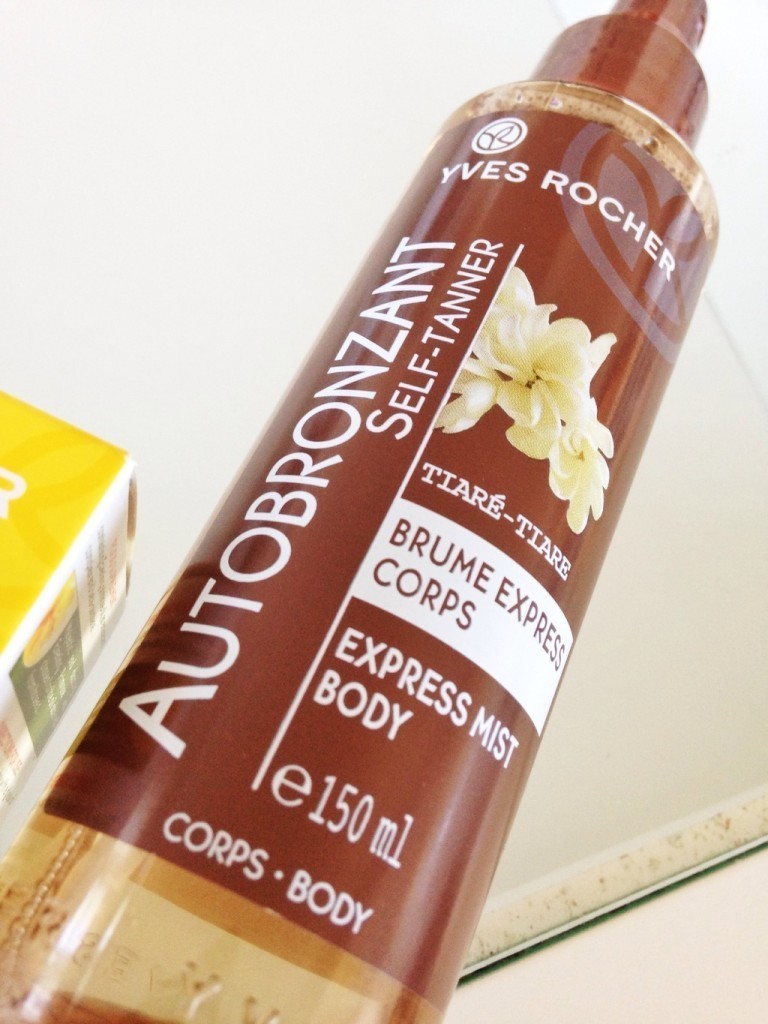 YVES ROCHER
AUTOBRONZANT
SELF-TANNER
TIARÉ-TIARE
BRUME EXPRESS
CORPS
EXPRESS MIST
BODY
e 150 ml
CORPS · BODY
R